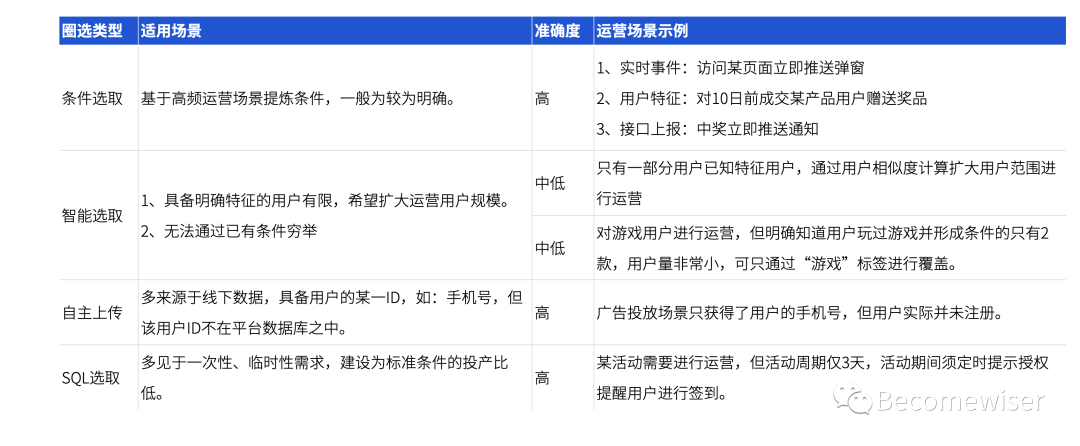 圈选类型 适用场景 准确度 运营场景示例
条件选取 基于高频运营场景提炼条件，一般为较为明确。 高
1、实时事件：访问某页面立即推送弹窗
2、用户特征：对10日前成交某产品用户赠送奖品
3、接口上报：中奖立即推送通知
智能选取
1、具备明确特征的用户有限，希望扩大运营用户规模。
2、无法通过已有条件穷举
中低
只有一部分用户已知特征用户，通过用户相似度计算扩大用户范围进
行运营
中低
对游戏用户进行运营，但明确知道用户玩过游戏并形成条件的只有2
款，用户量非常小，可只通过“游戏”标签进行覆盖。
自主上传
多来源于线下数据，具备用户的某一ID，如：手机号，但
该用户ID不在平台数据库之中。
高
广告投放场景只获得了用户的手机号，但用户实际并未注册。
SQL选取
多见于一次性、临时性需求，建设为标准条件的投产比
低。
高
某活动需要进行运营，但活动周期仅3天，活动期间须定时提示授权
提醒用户进行签到。
Becomewiser